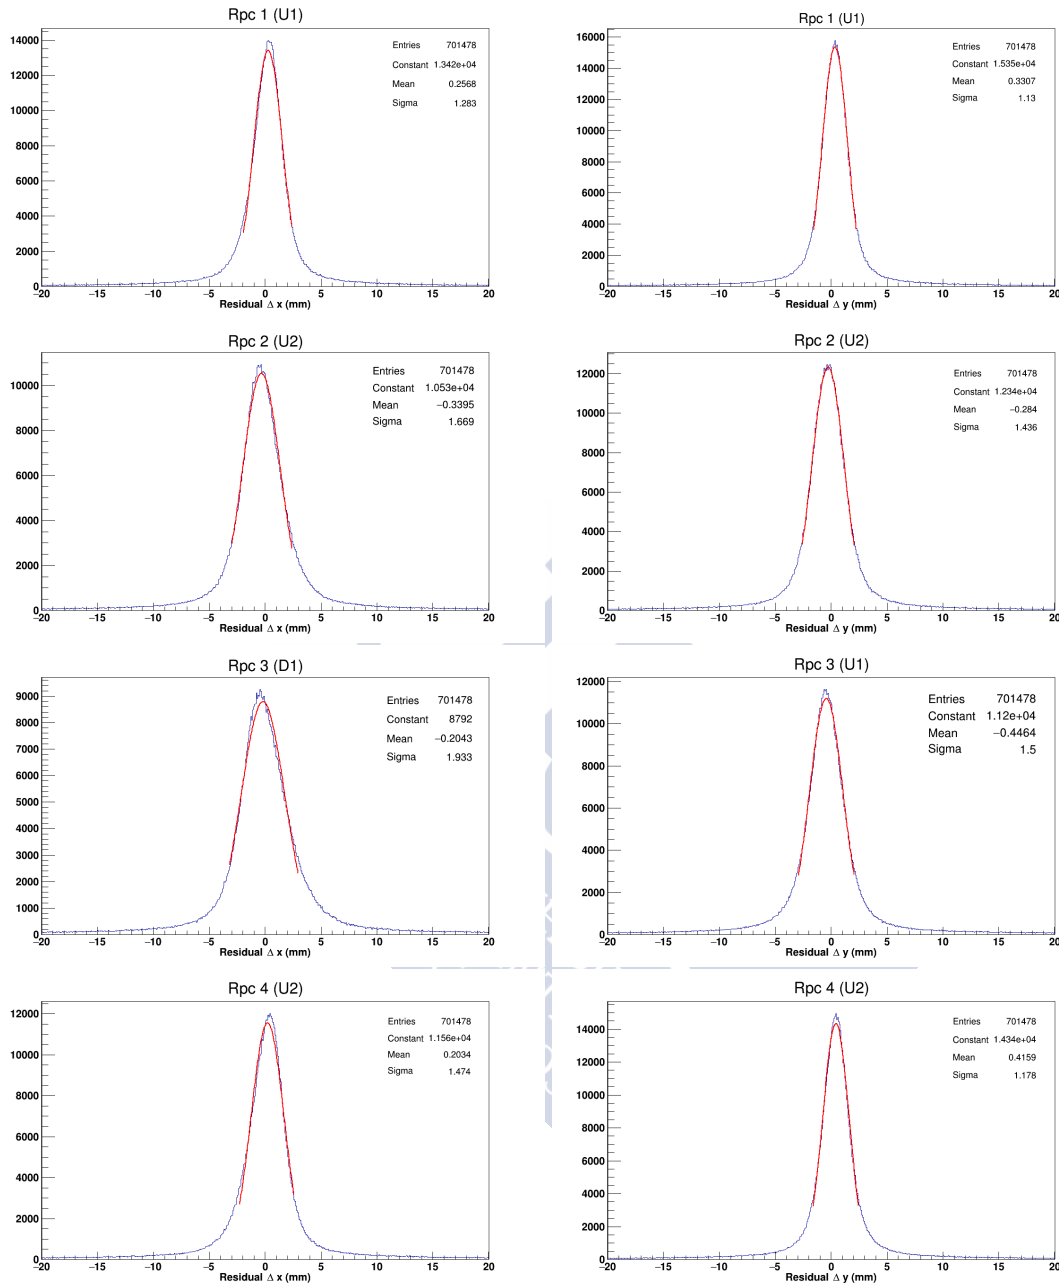 Rpc 1 (U1)
14000
12000
10000
8000
6000
4000
2000
0
Entries 701478
Constant 1.342e+04
Mean 0.2568
Sigma 1.283
−20 −15 −10 −5 0 5 10 15 20
Residual Δ x (mm)
Rpc 1 (U1)
16000
14000
12000
10000
8000
6000
4000
2000
0
Entries 701478
Constant 1.535e+04
Mean 0.3307
Sigma 1.13
−20 −15 −10 −5 0 5 10 15 20
Residual Δ y (mm)
Rpc 2 (U2)
10000
8000
6000
4000
2000
0
Entries 701478
Constant 1.053e+04
Mean −0.3395
Sigma 1.669
−20 −15 −10 −5 0 5 10 15 20
Residual Δ x (mm)
Rpc 2 (U2)
12000
10000
8000
6000
4000
2000
0
Entries 701478
Constant 1.234e+04
Mean −0.284
Sigma 1.436
−20 −15 −10 −5 0 5 10 15 20
Residual Δ y (mm)
Rpc 3 (D1)
9000
8000
7000
6000
5000
4000
3000
2000
1000
0
Entries 701478
Constant 8792
Mean −0.2043
Sigma 1.933
−20 −15 −10 −5 0 5 10 15 20
Residual Δ x (mm)
Rpc 3 (U1)
12000
10000
8000
6000
4000
2000
0
Entries 701478
Constant 1.12e+04
Mean −0.4464
Sigma 1.5
−20 −15 −10 −5 0 5 10 15 20
Residual Δ y (mm)
Rpc 4 (U2)
12000
10000
8000
6000
4000
2000
0
Entries 701478
Constant 1.156e+04
Mean 0.2034
Sigma 1.474
−20 −15 −10 −5 0 5 10 15 20
Residual Δ x (mm)
Rpc 4 (U2)
14000
12000
10000
8000
6000
4000
2000
0
Entries 701478
Constant 1.434e+04
Mean 0.4159
Sigma 1.178
−20 −15 −10 −5 0 5 10 15 20
Residual Δ y (mm)